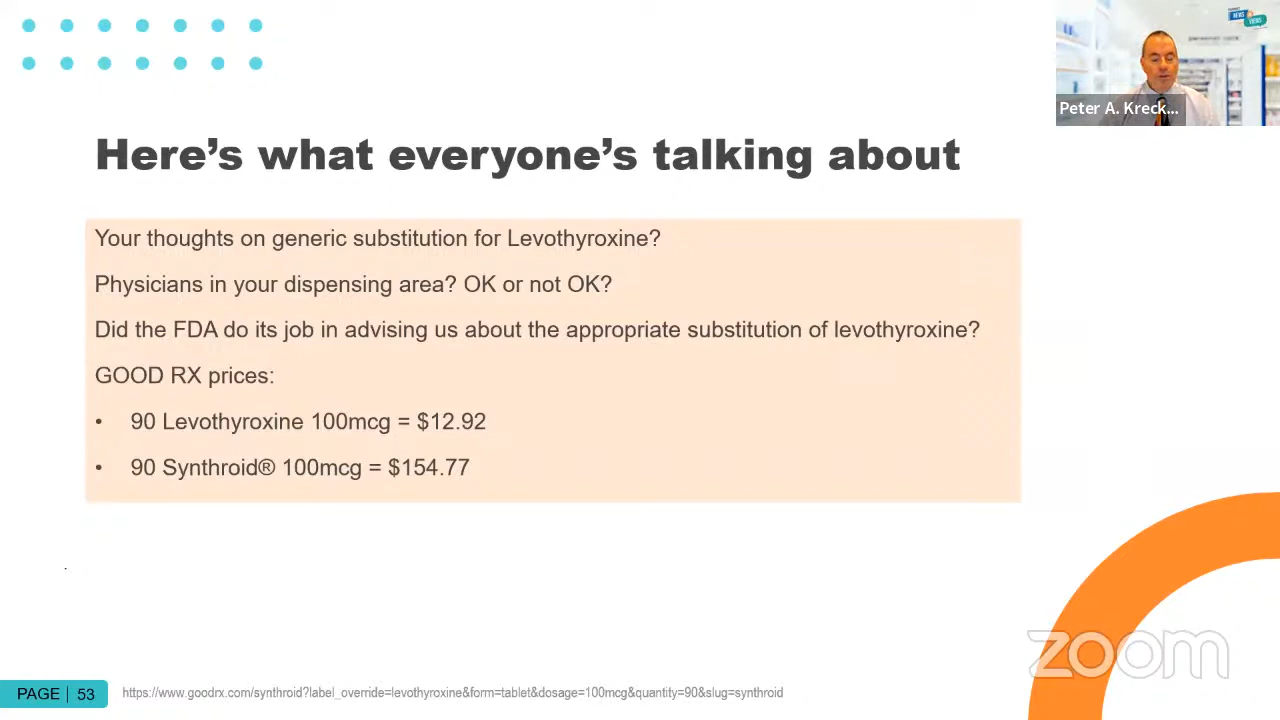 NEWS
VIEWS
Peter A. Kreck...
Here's what everyone's talking about
Your thoughts on generic substitution for Levothyroxine?
Physicians in your dispensing area? OK or not OK?
Did the FDA do its job in advising us about the appropriate substitution of levothyroxine?
GOOD RX prices:
• 90 Levothyroxine 100mcg = $12.92
• 90 Synthroid® 100mcg = $154.77
.
zoom
PAGE | 53
https://www.goodrx.com/synthroid?label_override=levothyroxine&form=tablet&dosage=100mcg&quantity=90&slug=synthroid